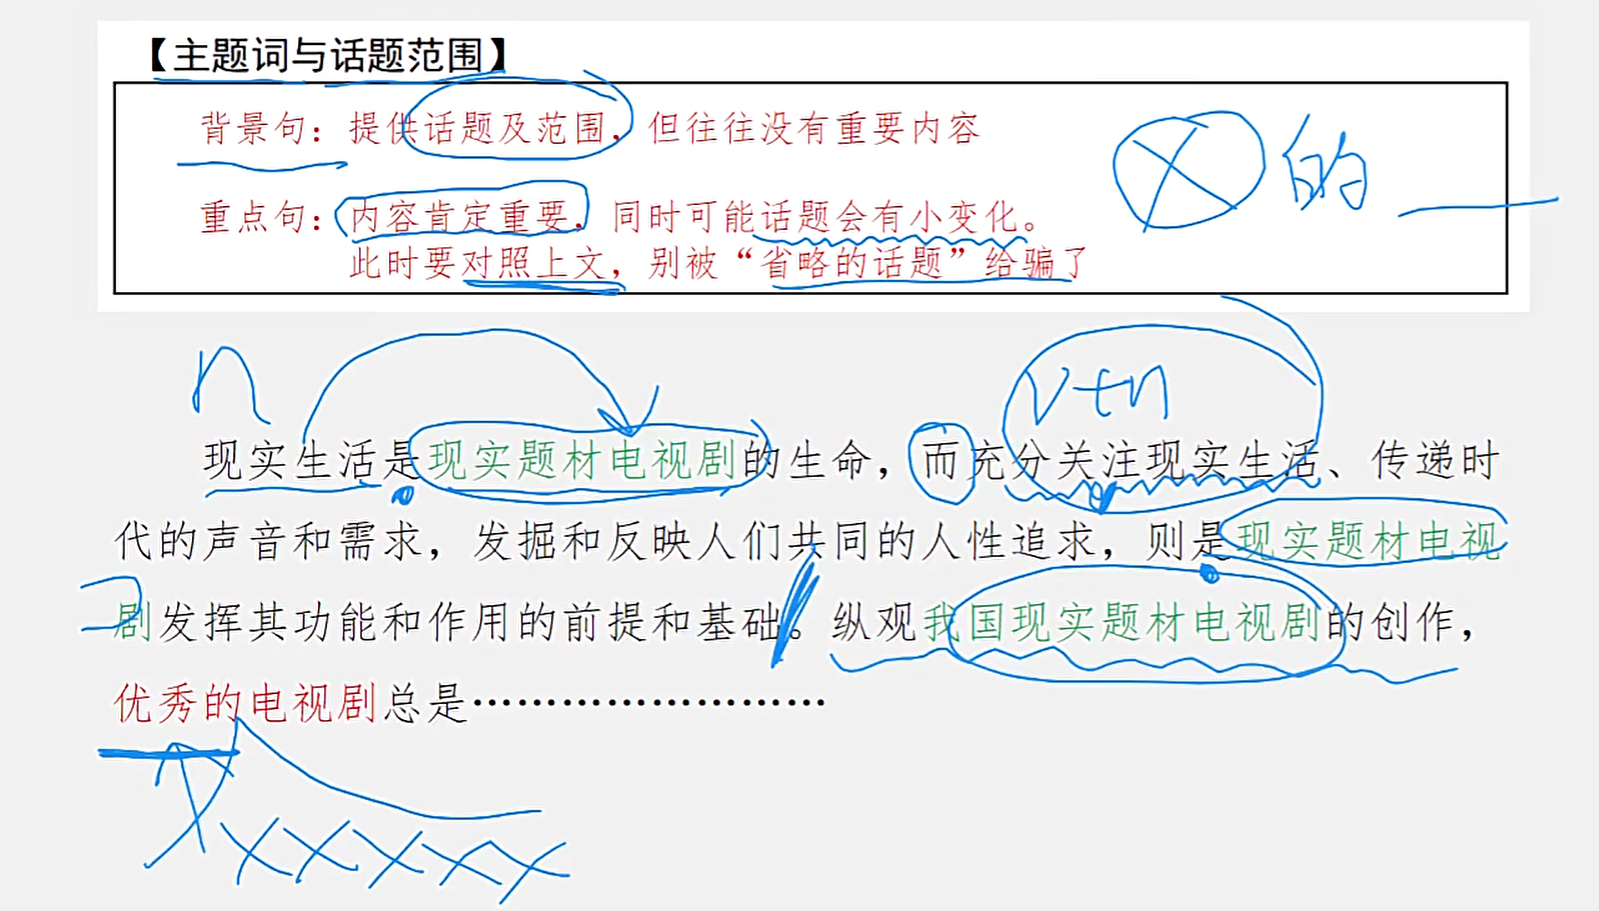 【主题词与话题范围】
背景句：提供话题及范围，但往往没有重要内容
重点句：内容肯定重要，同时可能话题会有小变化。
此时要对照上文，别被“省略的话题”给骗了
的
n
v+n
现实生活是现实题材电视剧的生命，而充分关注现实生活、传递时
代的声音和需求，发掘和反映人们共同的人性追求，则是现实题材电视
剧发挥其功能和作用的前提和基础。纵观我国现实题材电视剧的创作，
优秀的电视剧总是……………………